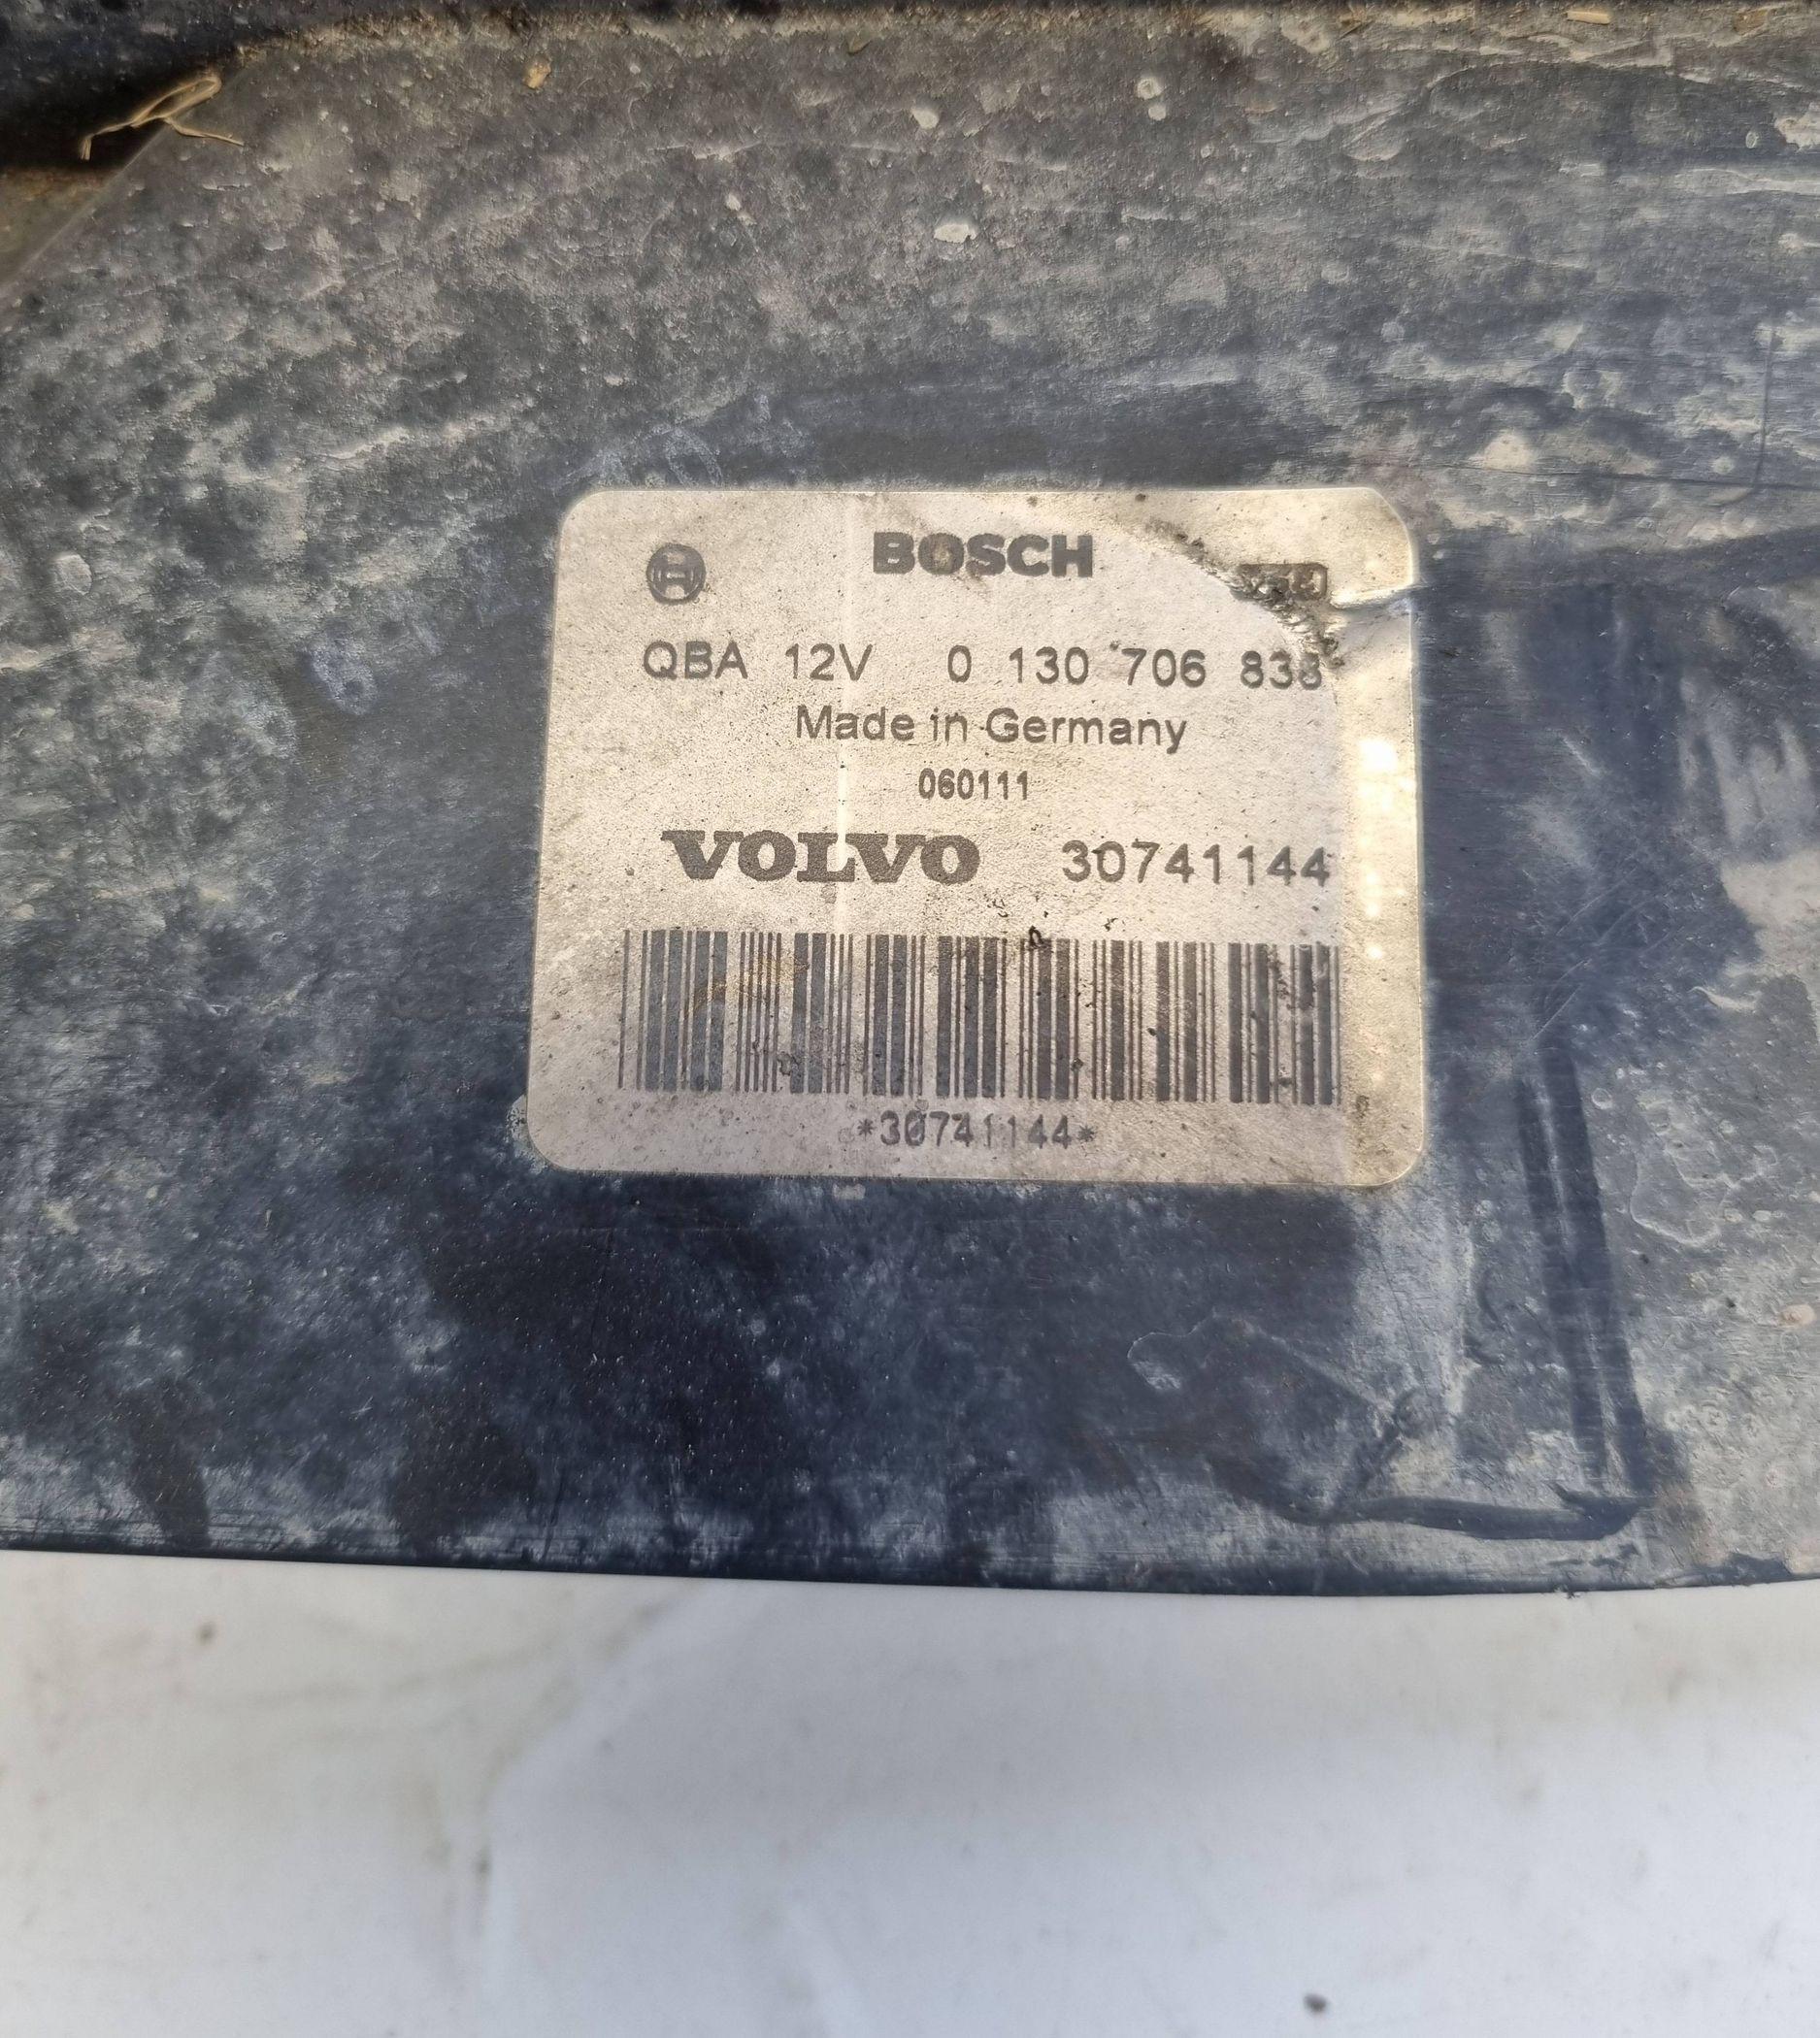 BOSCH
QBA 12V 0 130 706 838
Made in Germany
060111
VOLVO 30741144
*30741144*